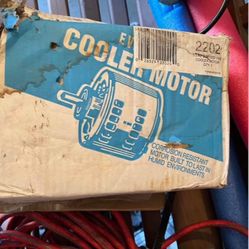 COOLER MOTOR
2202
CORROSION RESISTANT
MOTOR BUILT TO LAST IN
HUMID ENVIRONMENTS